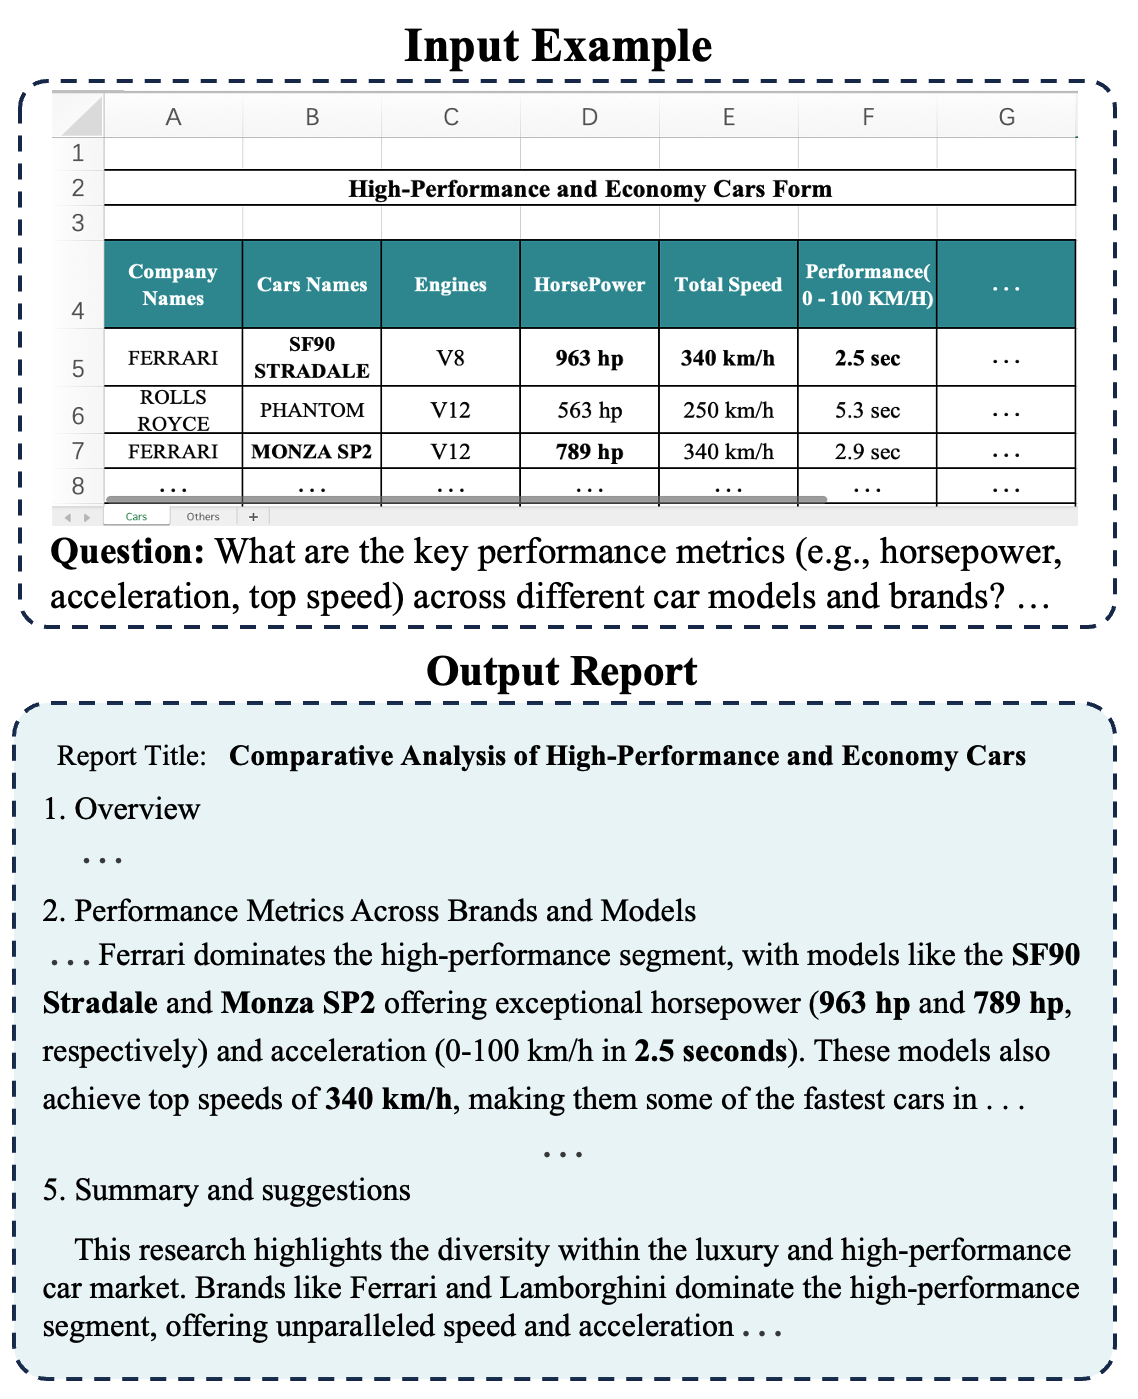 Input Example
A B C D E F G
1
2 High-Performance and Economy Cars Form
3
4 Company Names Cars Names Engines HorsePower Total Speed Performance( 0 - 100 KM/H) ...
5 FERRARI SF90 STRADALE V8 963 hp 340 km/h 2.5 sec ...
6 ROLLS ROYCE PHANTOM V12 563 hp 250 km/h 5.3 sec ...
7 FERRARI MONZA SP2 V12 789 hp 340 km/h 2.9 sec ...
8 ... ... ... ... ... ... ...
Cars Others +
Question: What are the key performance metrics (e.g., horsepower,
acceleration, top speed) across different car models and brands? ...
Output Report
Report Title: Comparative Analysis of High-Performance and Economy Cars
1. Overview
...
2. Performance Metrics Across Brands and Models
... Ferrari dominates the high-performance segment, with models like the SF90
Stradale and Monza SP2 offering exceptional horsepower (963 hp and 789 hp,
respectively) and acceleration (0-100 km/h in 2.5 seconds). These models also
achieve top speeds of 340 km/h, making them some of the fastest cars in ...
...
5. Summary and suggestions
This research highlights the diversity within the luxury and high-performance
car market. Brands like Ferrari and Lamborghini dominate the high-performance
segment, offering unparalleled speed and acceleration ...